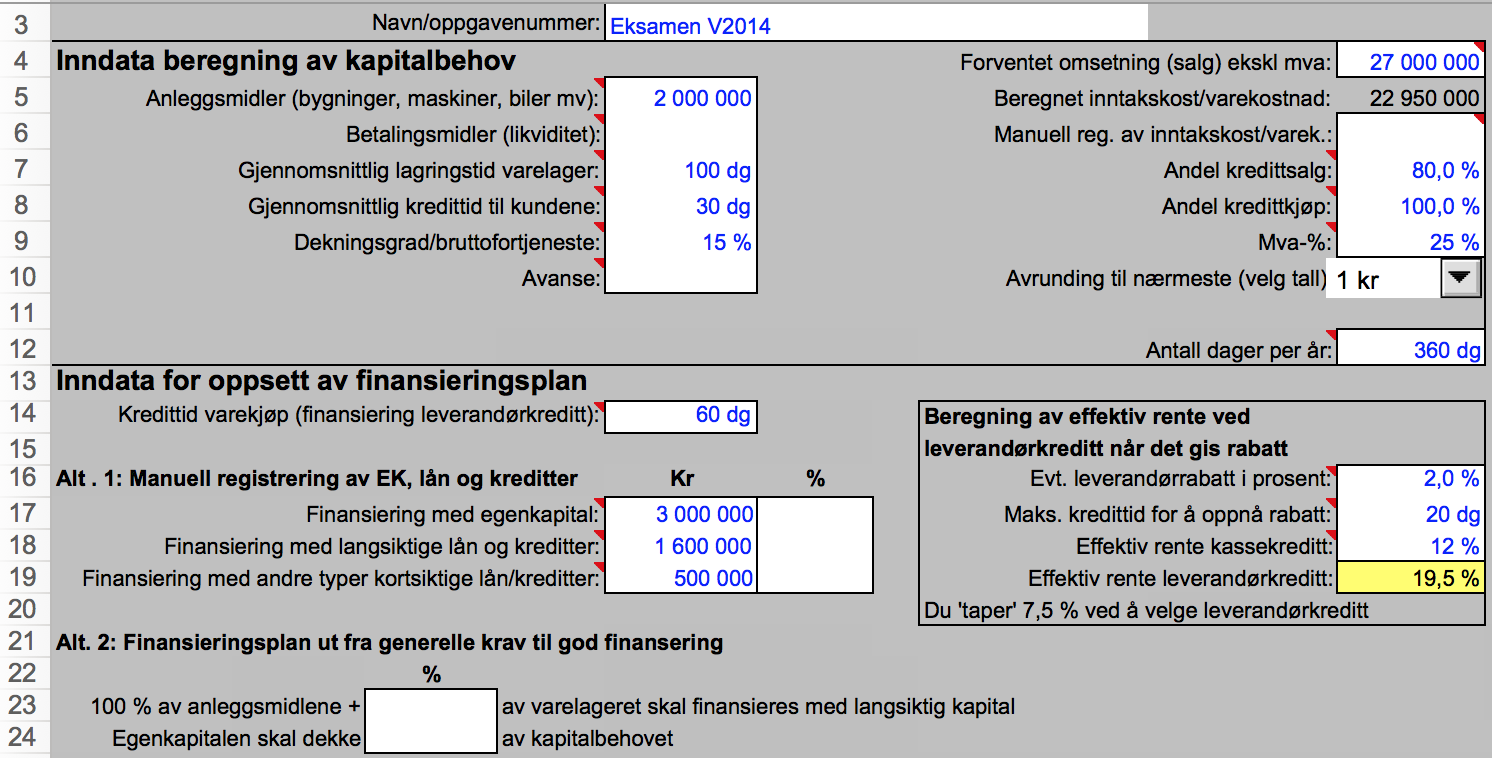 3 Navn/oppgavenummer: Eksamen V2014
4 Inndata beregning av kapitalbehov Forventet omsetning (salg) ekskl mva: 27 000 000
5 Anleggsmidler (bygninger, maskiner, biler mv): 2 000 000 Beregnet inntakskost/varekostnad: 22 950 000
6 Betalingsmidler (likviditet): Manuell reg. av inntakskost/varek.:
7 Gjennomsnittlig lagringstid varelager: 100 dg Andel kredittsalg: 80,0 %
8 Gjennomsnittlig kredittid til kundene: 30 dg Andel kredittkjøp: 100,0 %
9 Dekningsgrad/bruttofortjeneste: 15 % Mva-%: 25 %
10 Avanse: Avrunding til nærmeste (velg tall) 1 kr
11
12 Antall dager per år: 360 dg
13 Inndata for oppsett av finansieringsplan
14 Kredittid varekjøp (finansiering leverandørkreditt): 60 dg Beregning av effektiv rente ved
15 leverandørkreditt når det gis rabatt
16 Alt . 1: Manuell registrering av EK, lån og kreditter Kr % Evt. leverandørrabatt i prosent: 2,0 %
17 Finansiering med egenkapital: 3 000 000 Maks. kredittid for å oppnå rabatt: 20 dg
18 Finansiering med langsiktige lån og kreditter: 1 600 000 Effektiv rente kassekreditt: 12 %
19 Finansiering med andre typer kortsiktige lån/kreditter: 500 000 Effektiv rente leverandørkreditt: 19,5 %
20 Du 'taper' 7,5 % ved å velge leverandørkreditt
21 Alt. 2: Finansieringsplan ut fra generelle krav til god finansering
22 %
23 100 % av anleggsmidlene + av varelageret skal finansieres med langsiktig kapital
24 Egenkapitalen skal dekke av kapitalbehovet